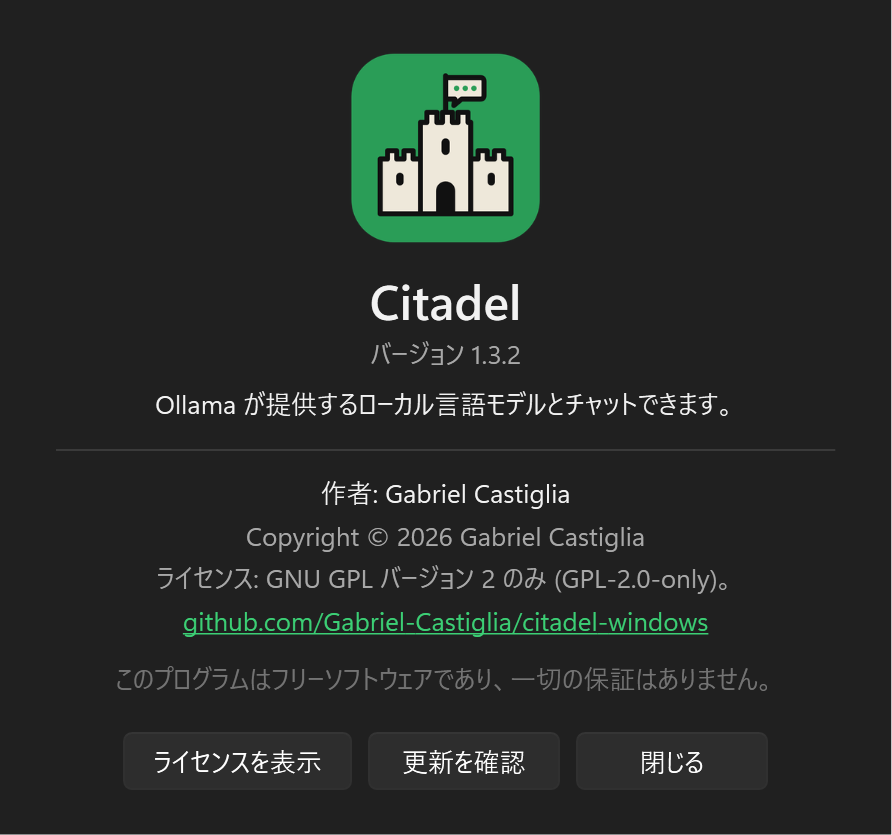 Citadel
バージョン 1.3.2
Ollama が提供するローカル言語モデルとチャットできます。
作者: Gabriel Castiglia
Copyright © 2026 Gabriel Castiglia
ライセンス: GNU GPL バージョン 2 のみ (GPL-2.0-only)。
github.com/Gabriel-Castiglia/citadel-windows
このプログラムはフリーソフトウェアであり、一切の保証はありません。
ライセンスを表示
更新を確認
閉じる